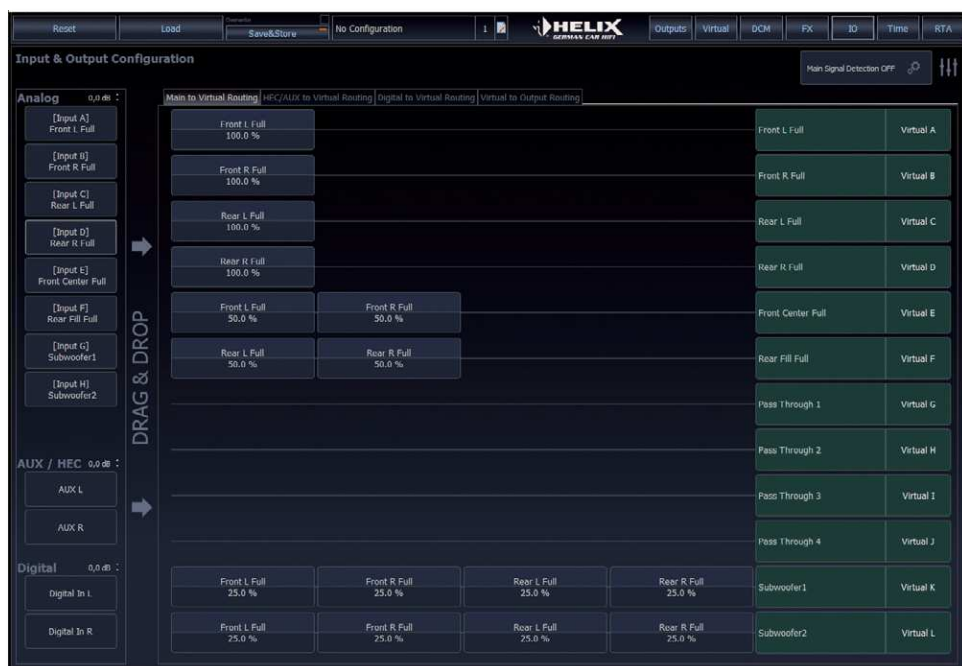 Reset
Load
Save&Store
No Configuration
1
HELIX
GERMAN CAR HIFI
Outputs
Virtual
DCM
FX
IO
Time
RTA
Input & Output Configuration
Main Signal Detection OFF
Analog 0,0 dB
[Input A]
Front L Full
[Input B]
Front R Full
[Input C]
Rear L Full
[Input D]
Rear R Full
[Input E]
Front Center Full
[Input F]
Rear Fill Full
[Input G]
Subwoofer1
[Input H]
Subwoofer2
AUX / HEC 0,0 dB
AUX L
AUX R
Digital 0,0 dB
Digital In L
Digital In R
DRAG & DROP
Main to Virtual Routing
HEC/AUX to Virtual Routing
Digital to Virtual Routing
Virtual to Output Routing
Front L Full
100.0 %
Front L Full
Virtual A
Front R Full
100.0 %
Front R Full
Virtual B
Rear L Full
100.0 %
Rear L Full
Virtual C
Rear R Full
100.0 %
Rear R Full
Virtual D
Front L Full
50.0 %
Front R Full
50.0 %
Front Center Full
Virtual E
Rear L Full
50.0 %
Rear R Full
50.0 %
Rear Fill Full
Virtual F
Pass Through 1
Virtual G
Pass Through 2
Virtual H
Pass Through 3
Virtual I
Pass Through 4
Virtual J
Front L Full
25.0 %
Front R Full
25.0 %
Rear L Full
25.0 %
Rear R Full
25.0 %
Subwoofer1
Virtual K
Front L Full
25.0 %
Front R Full
25.0 %
Rear L Full
25.0 %
Rear R Full
25.0 %
Subwoofer2
Virtual L